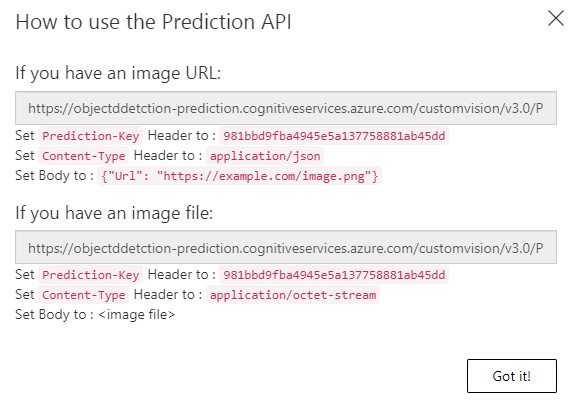 How to use the Prediction API
If you have an image URL:
https://objectddetction-prediction.cognitiveservices.azure.com/customvision/v3.0/P
Set Prediction-Key Header to : 981bbd9fba4945e5a137758881ab45dd
Set Content-Type Header to : application/json
Set Body to : {"Url": "https://example.com/image.png"}
If you have an image file:
https://objectddetction-prediction.cognitiveservices.azure.com/customvision/v3.0/P
Set Prediction-Key Header to : 981bbd9fba4945e5a137758881ab45dd
Set Content-Type Header to : application/octet-stream
Set Body to : <image file>
Got it!